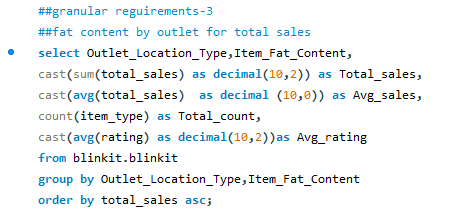 ##granular reguirements-3
##fat content by outlet for total sales
select Outlet_Location_Type,Item_Fat_Content,
cast(sum(total_sales) as decimal(10,2)) as Total_sales,
cast(avg(total_sales)  as decimal (10,0)) as Avg_sales,
count(item_type) as Total_count,
cast(avg(rating) as decimal(10,2))as Avg_rating
from blinkit.blinkit
group by Outlet_Location_Type,Item_Fat_Content
order by total_sales asc;